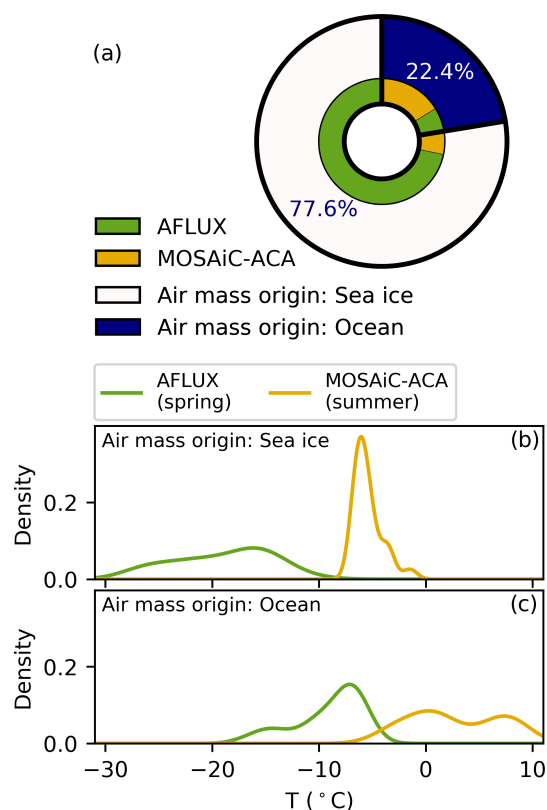 (a)
22.4%
77.6%
AFLUX
MOSAiC-ACA
Air mass origin: Sea ice
Air mass origin: Ocean
AFLUX
(spring)
MOSAiC-ACA
(summer)
Air mass origin: Sea ice
(b)
Density
0.2
0.0
Air mass origin: Ocean
(c)
Density
0.2
0.0
−30
−20
−10
0
10
T (°C)